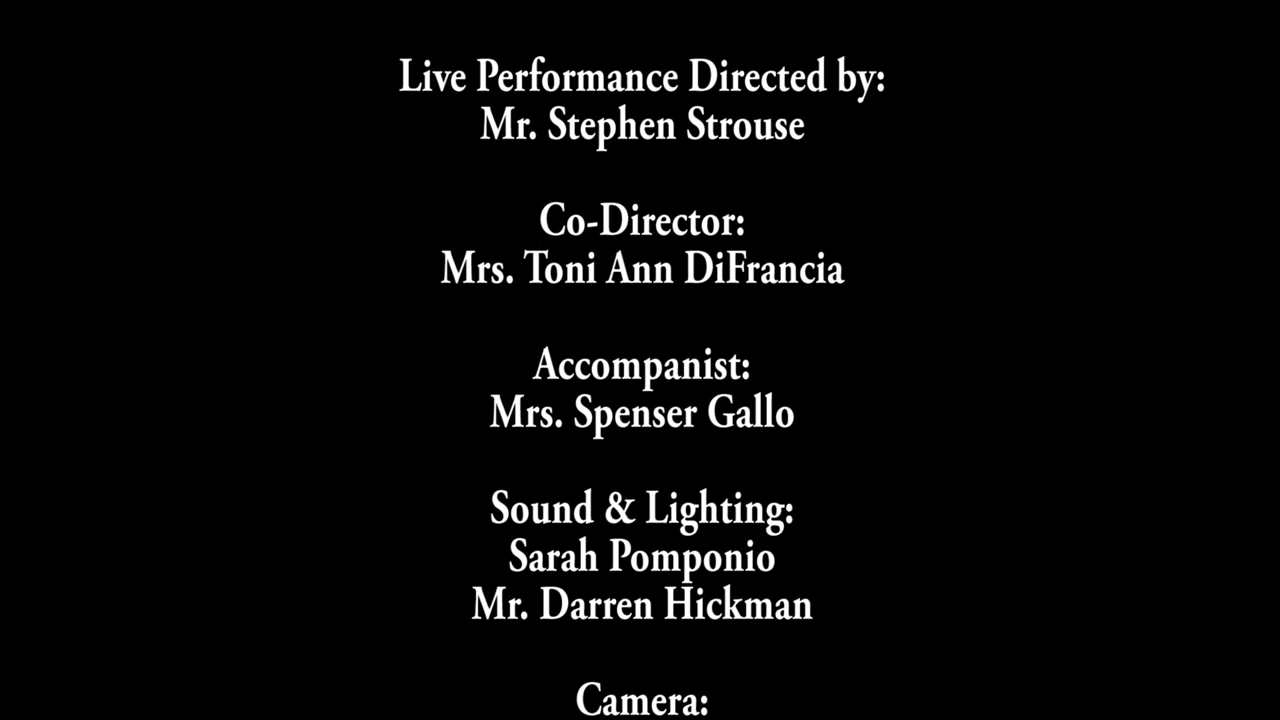 Live Performance Directed by:
Mr. Stephen Strouse
Co-Director:
Mrs. Toni Ann DiFrancia
Accompanist:
Mrs. Spenser Gallo
Sound & Lighting:
Sarah Pomponio
Mr. Darren Hickman
Camera: